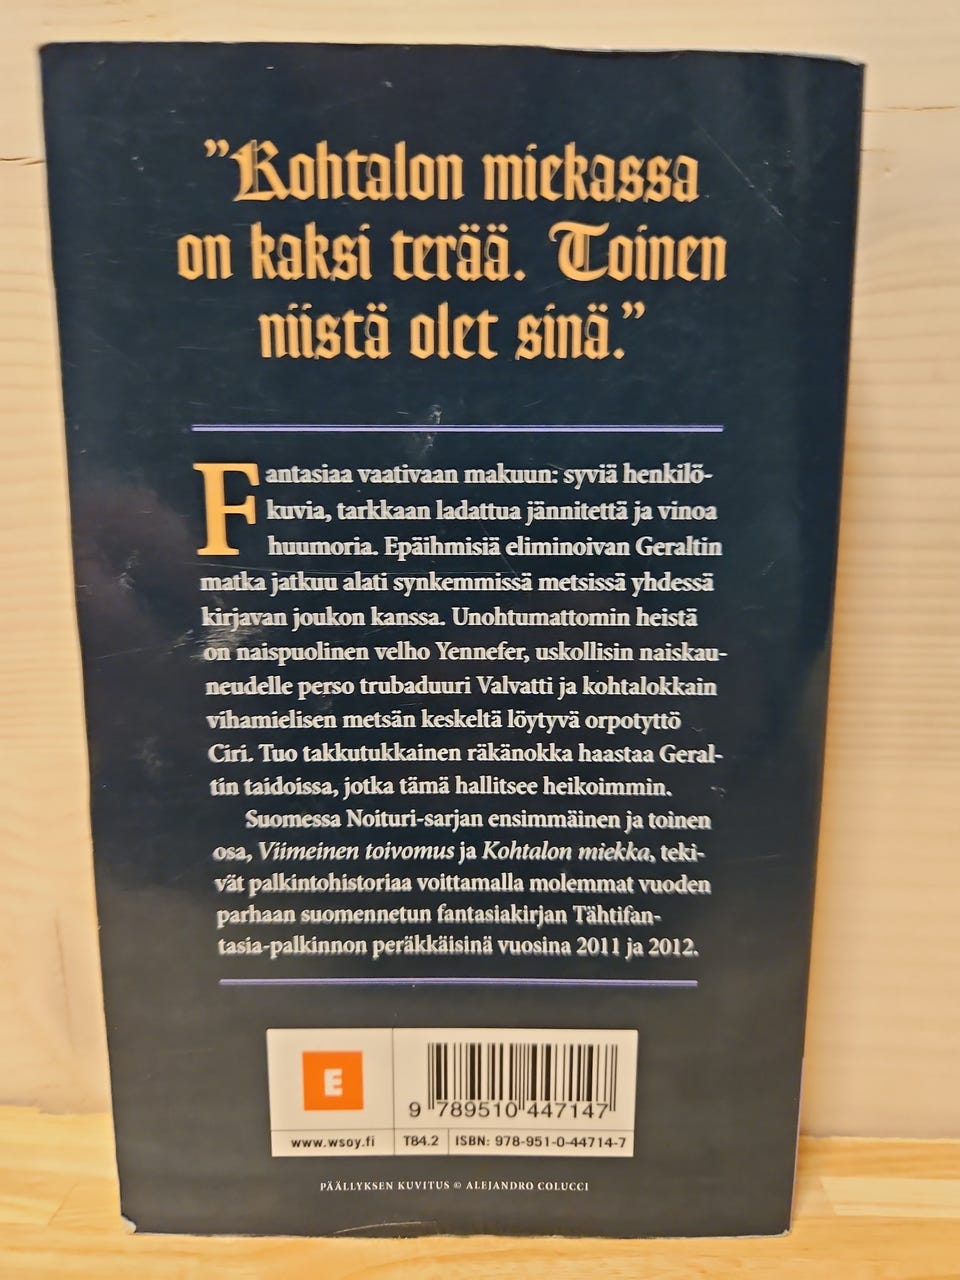 ”Kohtalon miekassa
on kaksi terää. Toinen
niistä olet sinä.”
Fantasiaa vaativaan makuun: syviä henkilö-
kuvia, tarkkaan ladattua jännitettä ja vinoa
huumoria. Epäihmisiä eliminoivan Geraltin
matka jatkuu alati synkemmissä metsissä yhdessä
kirjavan joukon kanssa. Unohtumattomin heistä
on naispuolinen velho Yennefer, uskollisin naiskau-
neudelle perso trubaduuri Valvatti ja kohtalokkain
vihamielisen metsän keskeltä löytyvä orpotyttö
Ciri. Tuo takkutukkainen räkänokka haastaa Geral-
tin taidoissa, jotka tämä hallitsee heikoimmin.
Suomessa Noituri-sarjan ensimmäinen ja toinen
osa, Viimeinen toivomus ja Kohtalon miekka, teki-
vät palkintohistoriaa voittamalla molemmat vuoden
parhaan suomennetun fantasiakirjan Tähtifan-
tasia-palkinnon peräkkäisinä vuosina 2011 ja 2012.
E
9 789510 447147
www.wsoy.fi T84.2 ISBN: 978-951-0-44714-7
PÄÄLLYKSEN KUVITUS © ALEJANDRO COLUCCI